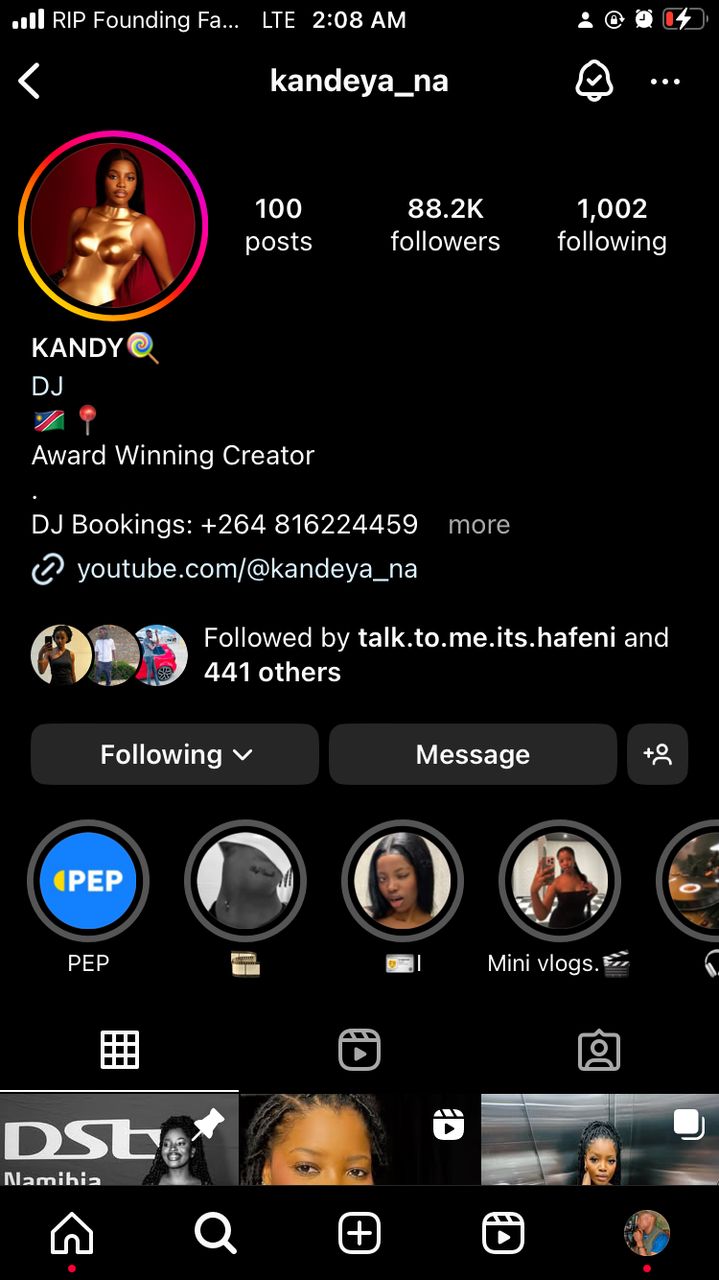 RIP Founding Fa... LTE 2:08 AM
kandeya_na
100 88.2K 1,002
posts followers following
KANDY🍭
DJ
🇳🇦 📍
Award Winning Creator
.
DJ Bookings: +264 816224459 more
youtube.com/@kandeya_na
Followed by talk.to.me.its.hafeni and
441 others
Following Message
PEP
PEP Mini vlogs.🎬
DStv
Namibia